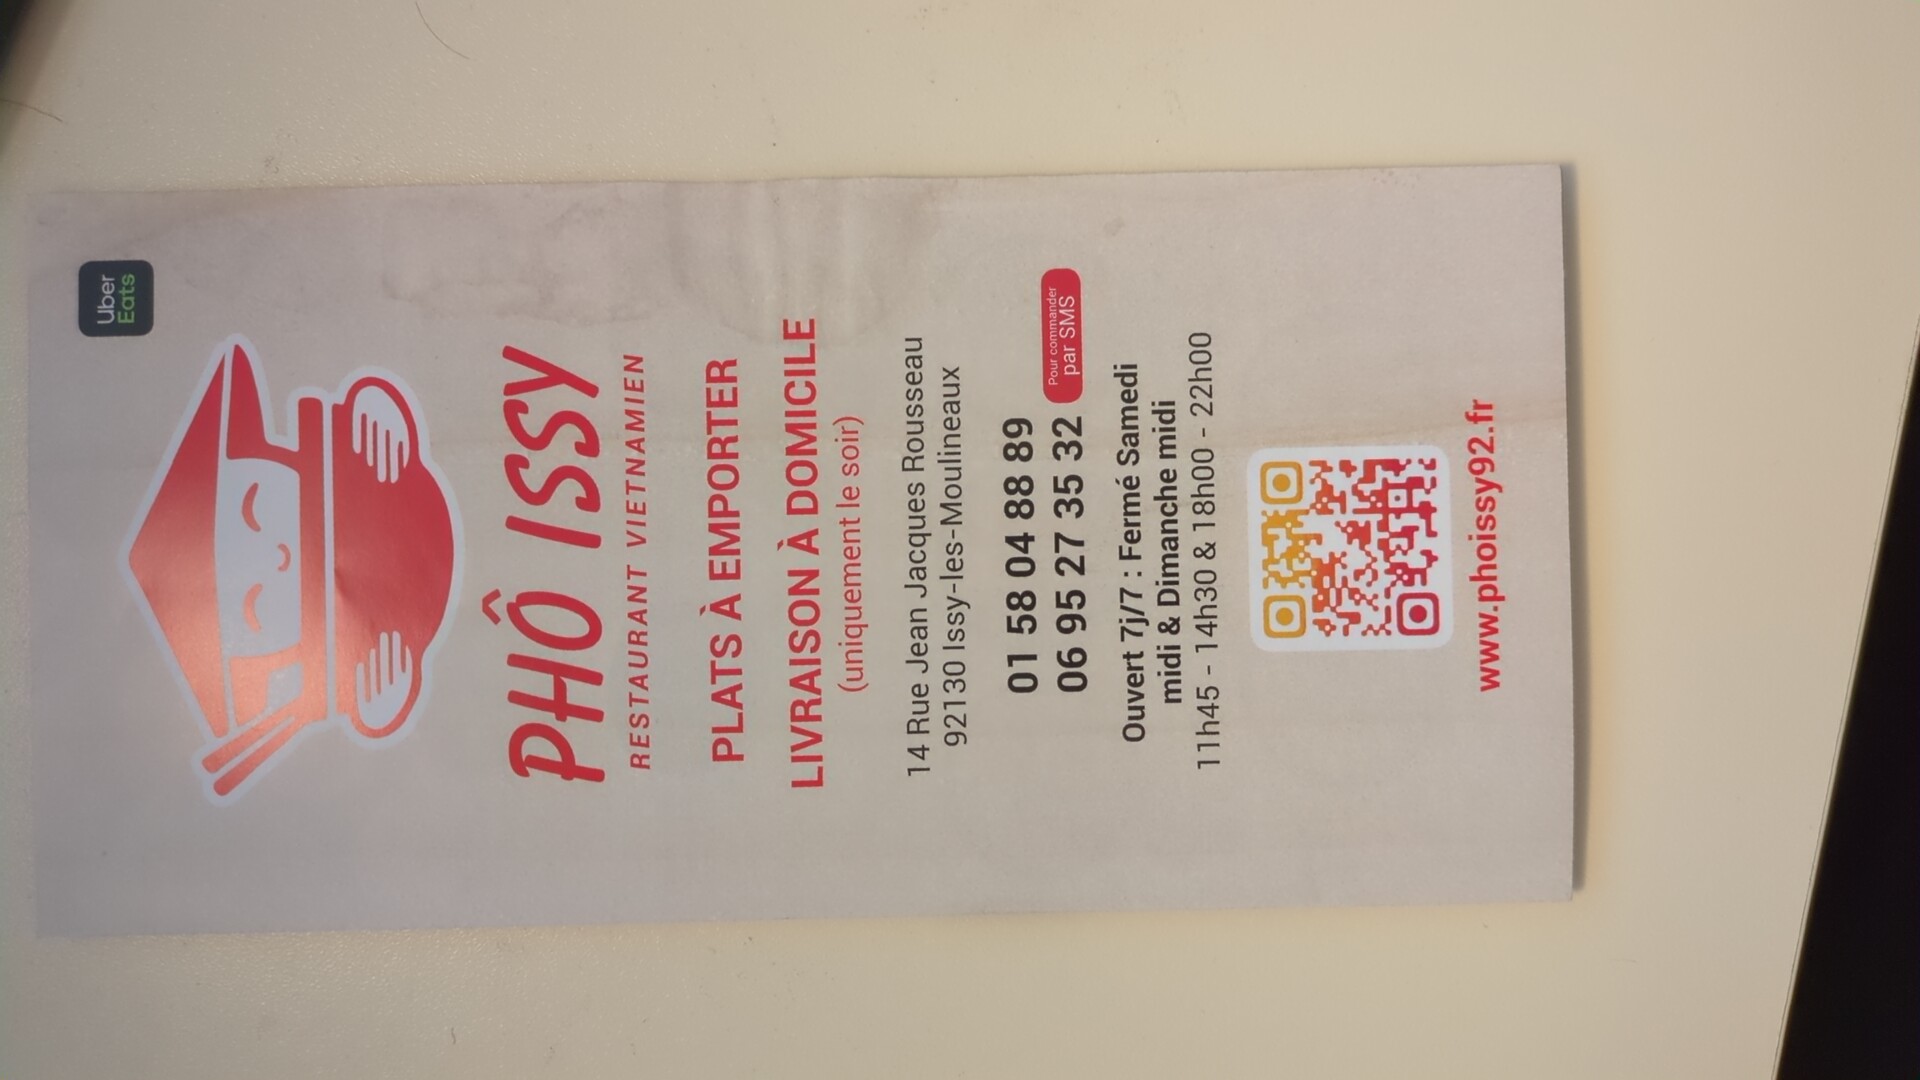 Uber
Eats
PHÔ ISSY
RESTAURANT VIETNAMIEN
PLATS À EMPORTER
LIVRAISON À DOMICILE
(uniquement le soir)
14 Rue Jean Jacques Rousseau
92130 Issy-les-Moulineaux
01 58 04 88 89
06 95 27 35 32 Pour commander
par SMS
Ouvert 7j/7 : Fermé Samedi
midi & Dimanche midi
11h45 - 14h30 & 18h00 - 22h00
www.phoissy92.fr